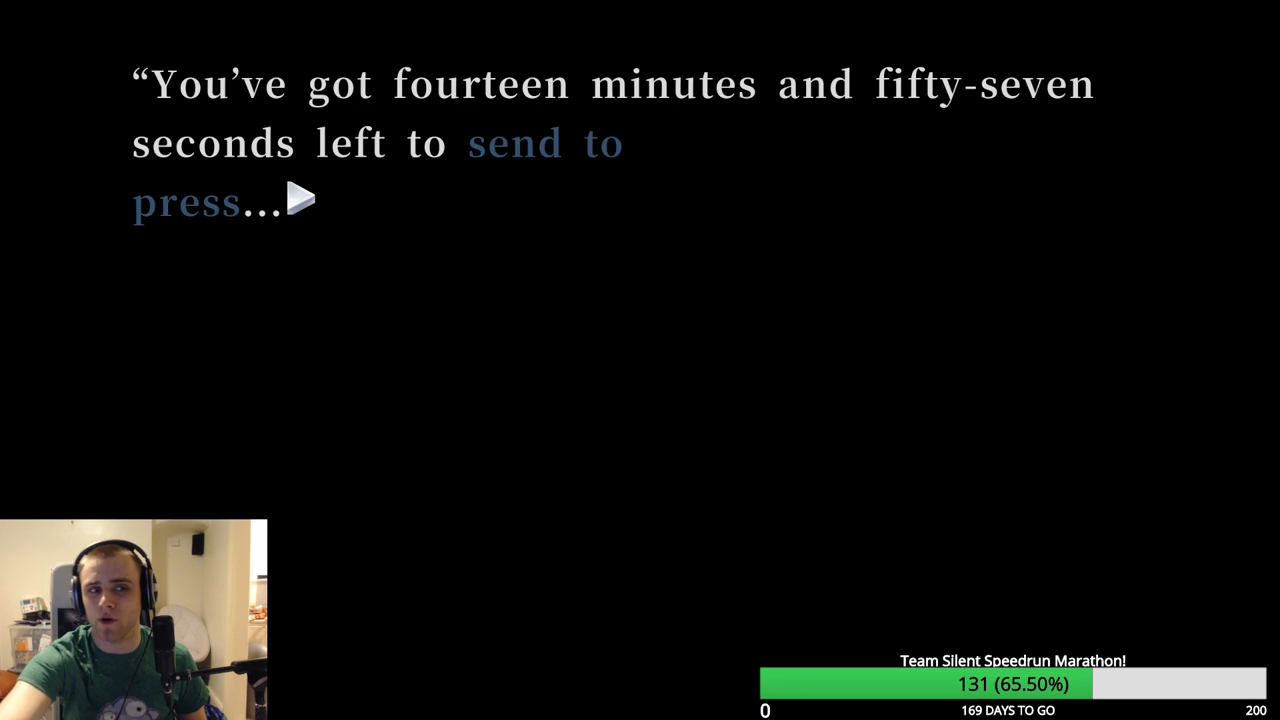 “You’ve got fourteen minutes and fifty-seven
seconds left to send to
press...
Team Silent Speedrun Marathon!
131 (65.50%)
0 169 DAYS TO GO 200